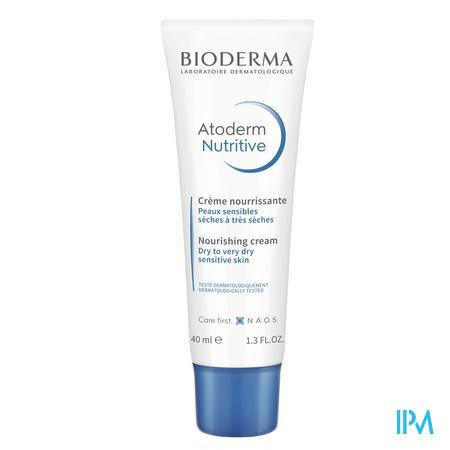 BIODERMA
LABORATOIRE DERMATOLOGIQUE
Atoderm
Nutritive
Crème nourrissante
Peaux sensibles
sèches à très sèches
Nourishing cream
Dry to very dry
sensitive skin
TESTÉ DERMATOLOGIQUEMENT
DERMATOLOGICALLY TESTED
Care first. NAOS
40 ml e 1.3 FL.OZ.
IPM